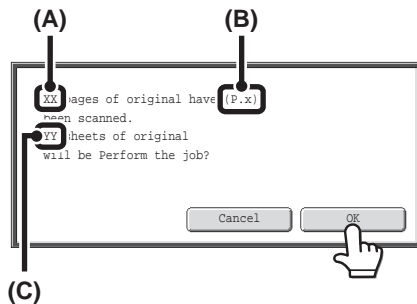 (A) (B)
XX pages of original have (P.x)
been scanned.
YY sheets of original
will be Perform the job?
Cancel OK
(C)